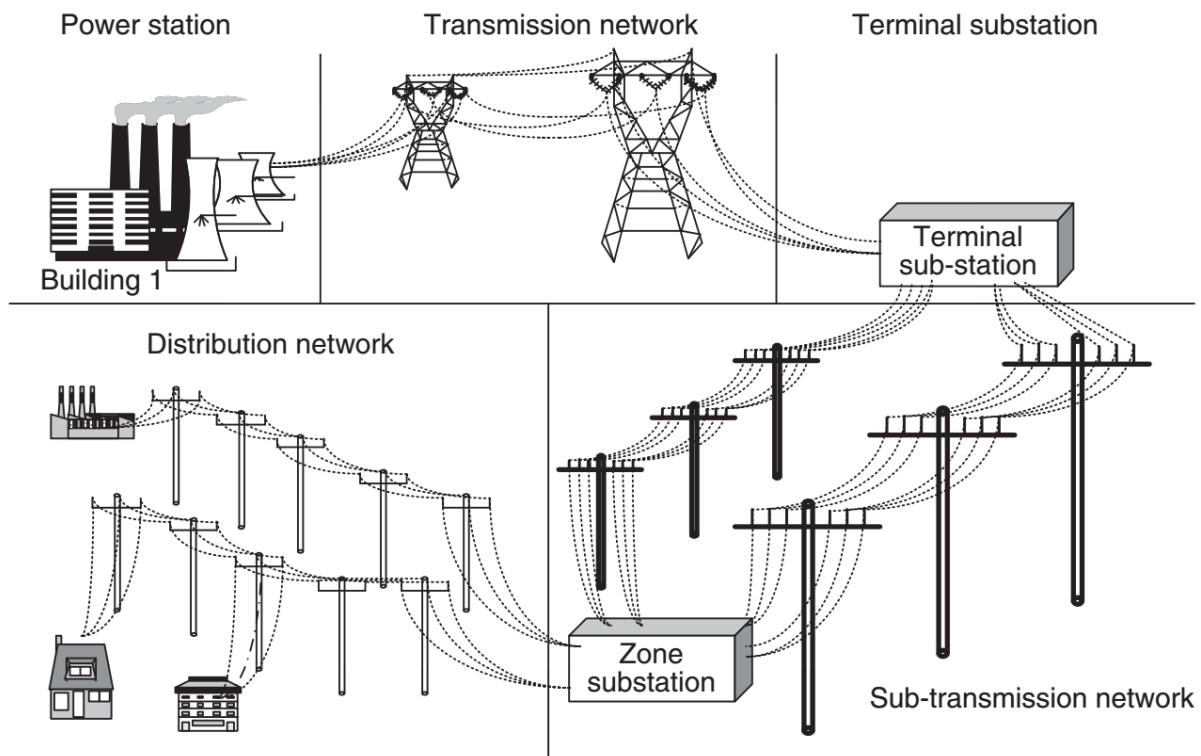 Power station
Transmission network
Terminal substation
Terminal
sub-station
Building 1
Distribution network
Zone
substation
Sub-transmission network